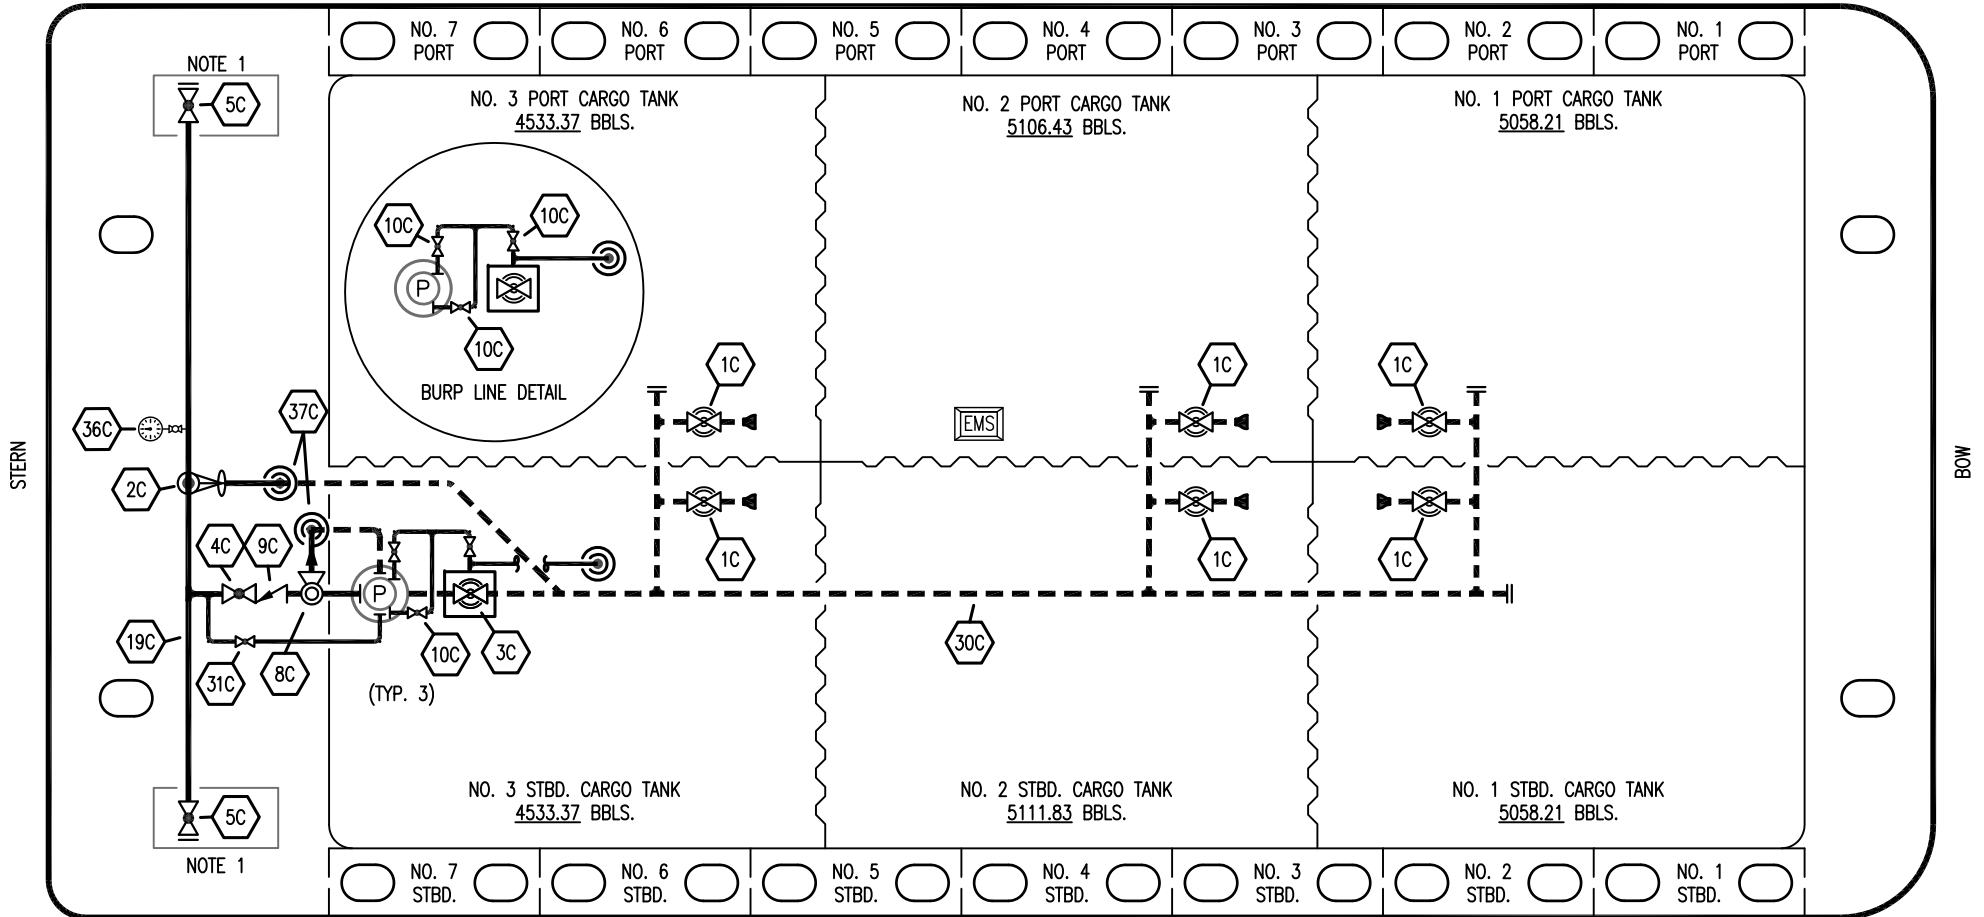 NO. 7
PORT
NO. 6
PORT
NO. 5
PORT
NO. 4
PORT
NO. 3
PORT
NO. 2
PORT
NO. 1
PORT
NOTE 1
5C
NO. 3 PORT CARGO TANK
4533.37 BBLS.
NO. 2 PORT CARGO TANK
5106.43 BBLS.
NO. 1 PORT CARGO TANK
5058.21 BBLS.
10C
10C
P
10C
BURP LINE DETAIL
1C
1C
1C
37C
36C
EMS
STERN
BOW
2C
4C
9C
1C
1C
1C
P
19C
31C
8C
10C
3C
30C
(TYP. 3)
NO. 3 STBD. CARGO TANK
4533.37 BBLS.
NO. 2 STBD. CARGO TANK
5111.83 BBLS.
NO. 1 STBD. CARGO TANK
5058.21 BBLS.
5C
NOTE 1
NO. 7
STBD.
NO. 6
STBD.
NO. 5
STBD.
NO. 4
STBD.
NO. 3
STBD.
NO. 2
STBD.
NO. 1
STBD.